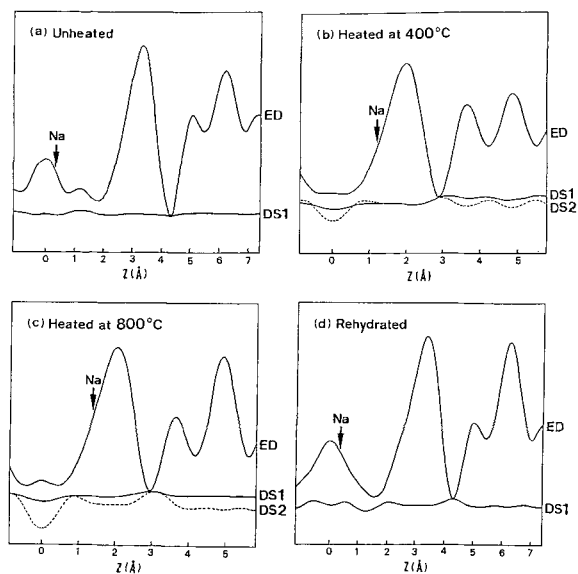 (a) Unheated
Na
ED
DS1
0 1 2 3 4 5 6 7
Z(Å)
(b) Heated at 400°C
Na
ED
DS1
DS2
0 1 2 3 4 5
Z(Å)
(c) Heated at 800°C
Na
ED
DS1
DS2
0 1 2 3 4 5
Z(Å)
(d) Rehydrated
Na
ED
DS1
0 1 2 3 4 5 6 7
Z(Å)